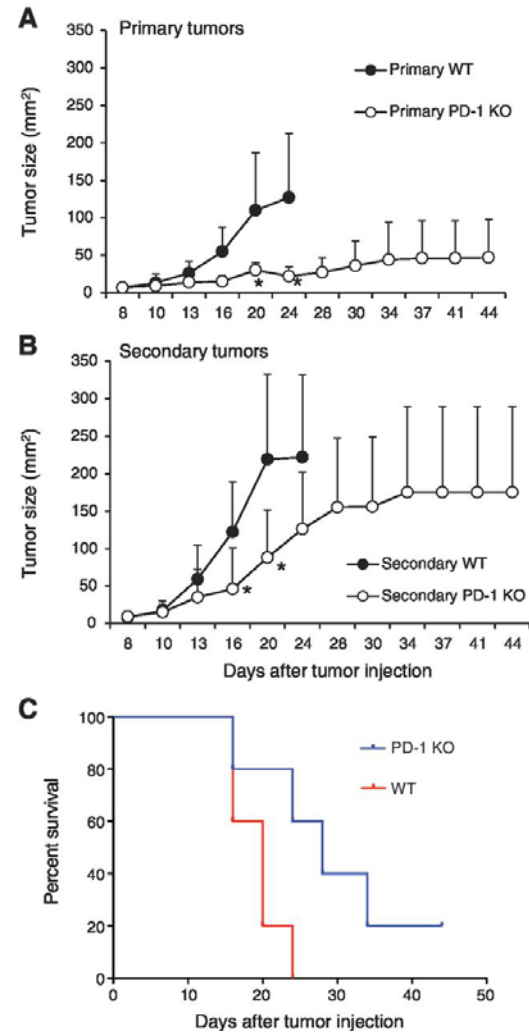 A
Primary tumors
350
300
250
200
150
100
50
0
Tumor size (mm²)
Primary WT
Primary PD-1 KO
* *
8 10 13 16 20 24 28 30 34 37 41 44
B
Secondary tumors
350
300
250
200
150
100
50
0
Tumor size (mm²)
Secondary WT
Secondary PD-1 KO
* *
8 10 13 16 20 24 28 30 34 37 41 44
Days after tumor injection
C
100
80
60
40
20
0
Percent survival
PD-1 KO
WT
0 10 20 30 40 50
Days after tumor injection